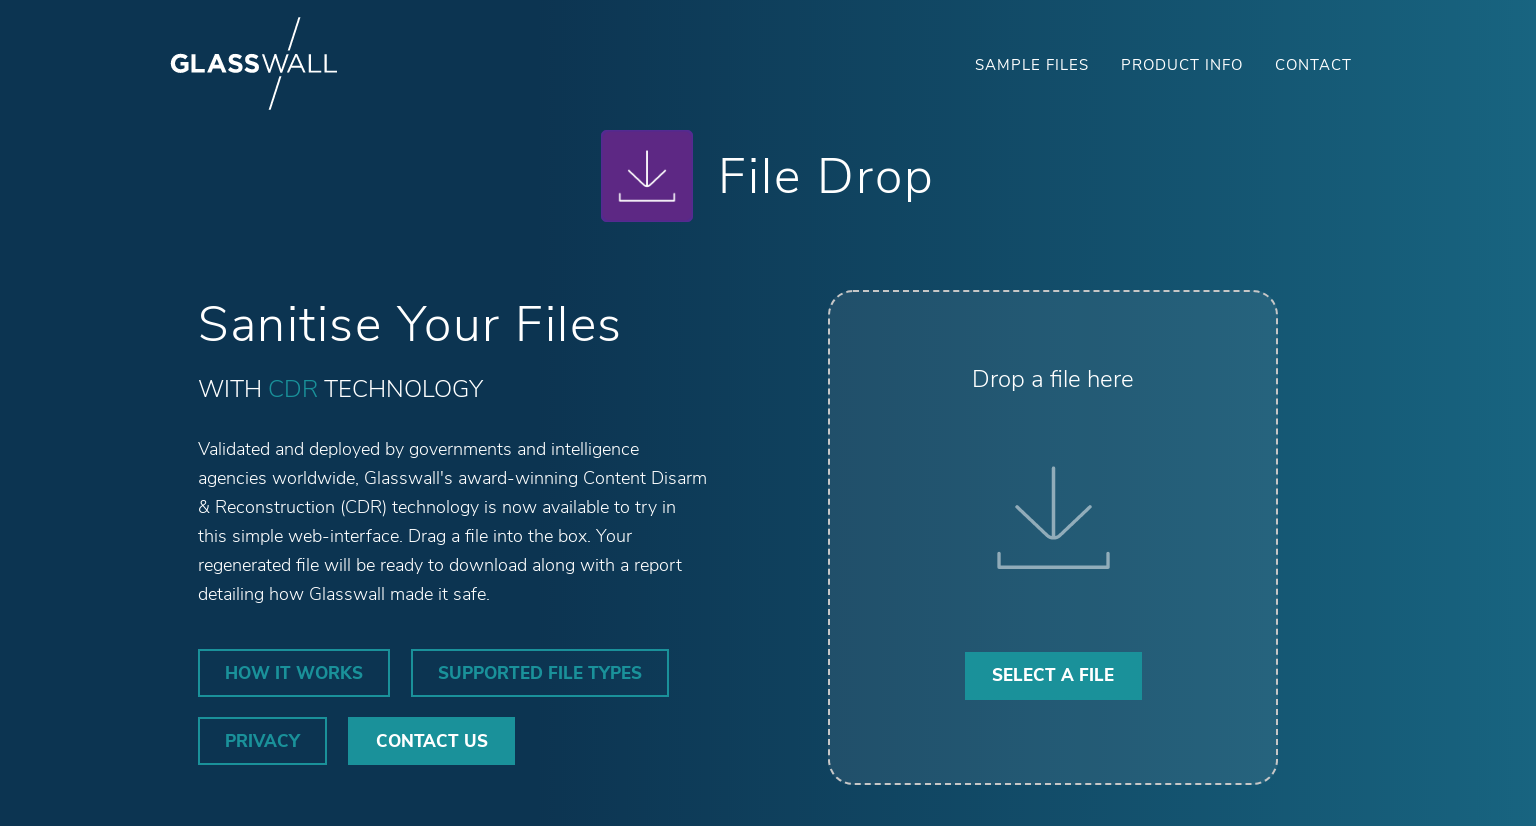 GLASSWALL
SAMPLE FILES
PRODUCT INFO
CONTACT
File Drop
Sanitise Your Files
WITH CDR TECHNOLOGY
Validated and deployed by governments and intelligence
agencies worldwide, Glasswall's award-winning Content Disarm
& Reconstruction (CDR) technology is now available to try in
this simple web-interface. Drag a file into the box. Your
regenerated file will be ready to download along with a report
detailing how Glasswall made it safe.
HOW IT WORKS
SUPPORTED FILE TYPES
PRIVACY
CONTACT US
Drop a file here
SELECT A FILE